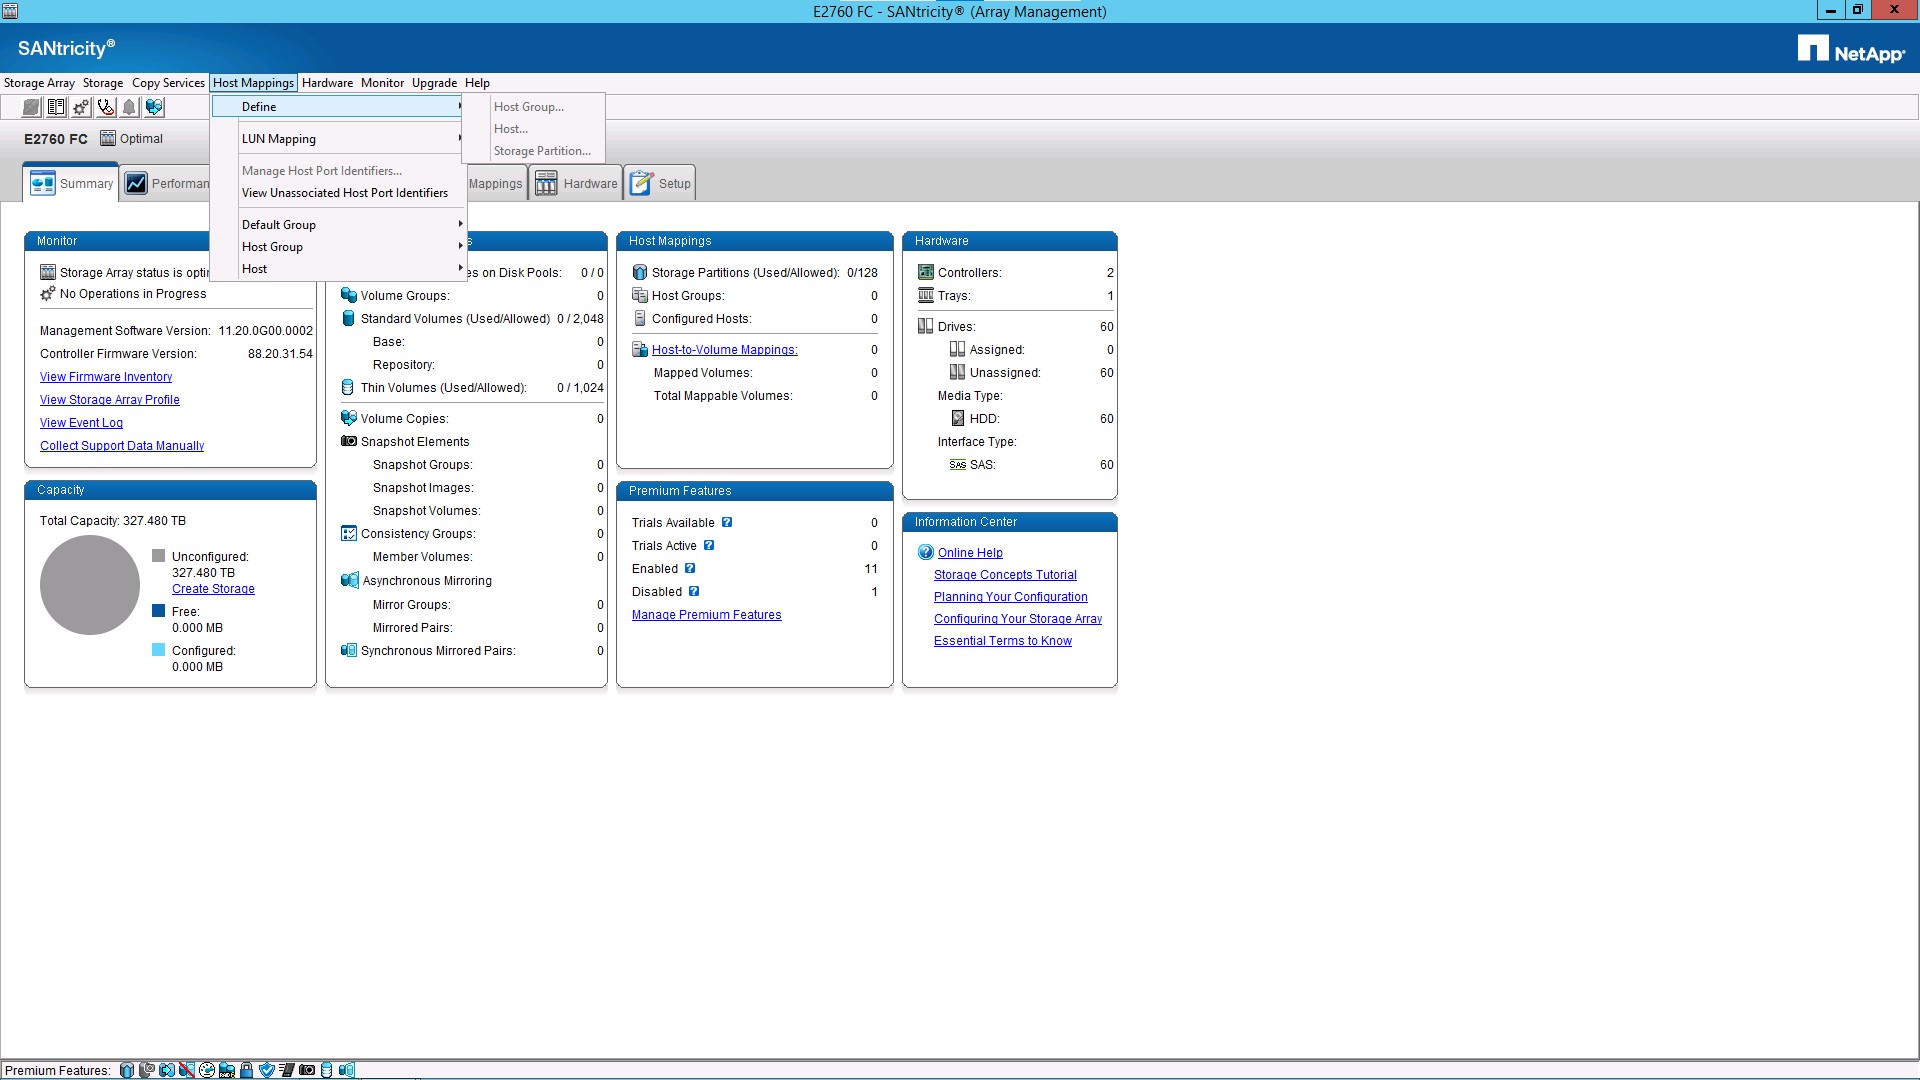 E2760 FC - SANtricity® (Array Management)
SANtricity®
NetApp®
Storage Array Storage Copy Services Host Mappings Hardware Monitor Upgrade Help
Define
LUN Mapping
Manage Host Port Identifiers...
View Unassociated Host Port Identifiers
Default Group
Host Group
Host
Host Group...
Host...
Storage Partition...
E2760 FC Optimal
Summary Performan Mappings Hardware Setup
Monitor
Storage Array status is opti
No Operations in Progress
Management Software Version: 11.20.0G00.0002
Controller Firmware Version: 88.20.31.54
View Firmware Inventory
View Storage Array Profile
View Event Log
Collect Support Data Manually
Capacity
Total Capacity: 327.480 TB
Unconfigured:
327.480 TB
Create Storage
Free:
0.000 MB
Configured:
0.000 MB
s
es on Disk Pools: 0 / 0
Volume Groups: 0
Standard Volumes (Used/Allowed) 0 / 2,048
Base: 0
Repository: 0
Thin Volumes (Used/Allowed): 0 / 1,024
Volume Copies: 0
Snapshot Elements
Snapshot Groups: 0
Snapshot Images: 0
Snapshot Volumes: 0
Consistency Groups: 0
Member Volumes: 0
Asynchronous Mirroring
Mirror Groups: 0
Mirrored Pairs: 0
Synchronous Mirrored Pairs: 0
Host Mappings
Storage Partitions (Used/Allowed): 0/128
Host Groups: 0
Configured Hosts: 0
Host-to-Volume Mappings: 0
Mapped Volumes: 0
Total Mappable Volumes: 0
Premium Features
Trials Available ? 0
Trials Active ? 0
Enabled ? 11
Disabled ? 1
Manage Premium Features
Hardware
Controllers: 2
Trays: 1
Drives: 60
Assigned: 0
Unassigned: 60
Media Type:
HDD: 60
Interface Type:
SAS SAS: 60
Information Center
? Online Help
Storage Concepts Tutorial
Planning Your Configuration
Configuring Your Storage Array
Essential Terms to Know
Premium Features: